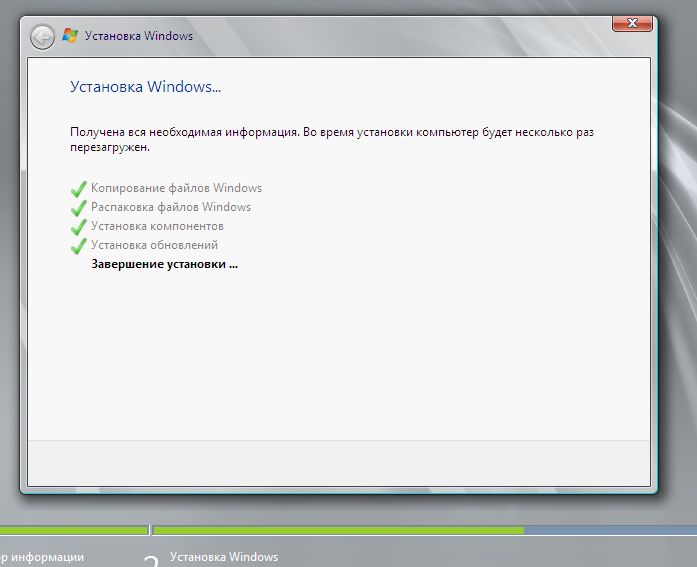 Установка Windows
Установка Windows...
Получена вся необходимая информация. Во время установки компьютер будет несколько раз
перезагружен.
Копирование файлов Windows
Распаковка файлов Windows
Установка компонентов
Установка обновлений
Завершение установки ...
ор информации
2 Установка Windows